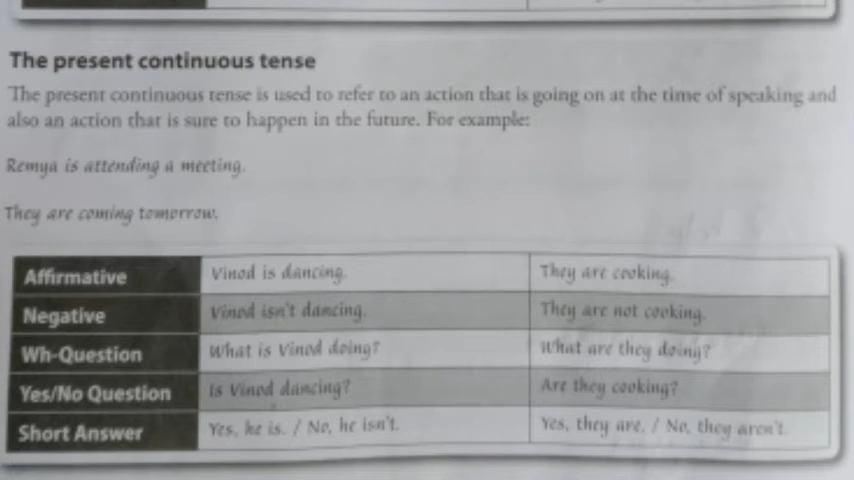 The present continuous tense
The present continuous tense is used to refer to an action that is going on at the time of speaking and
also an action that is sure to happen in the future. For example:
Remya is attending a meeting.
They are coming tomorrow.
Affirmative Vinod is dancing. They are cooking.
Negative Vinod isn't dancing. They are not cooking.
Wh-Question What is Vinod doing? What are they doing?
Yes/No Question Is Vinod dancing? Are they cooking?
Short Answer Yes, he is. / No, he isn't. Yes, they are. / No, they aren't.